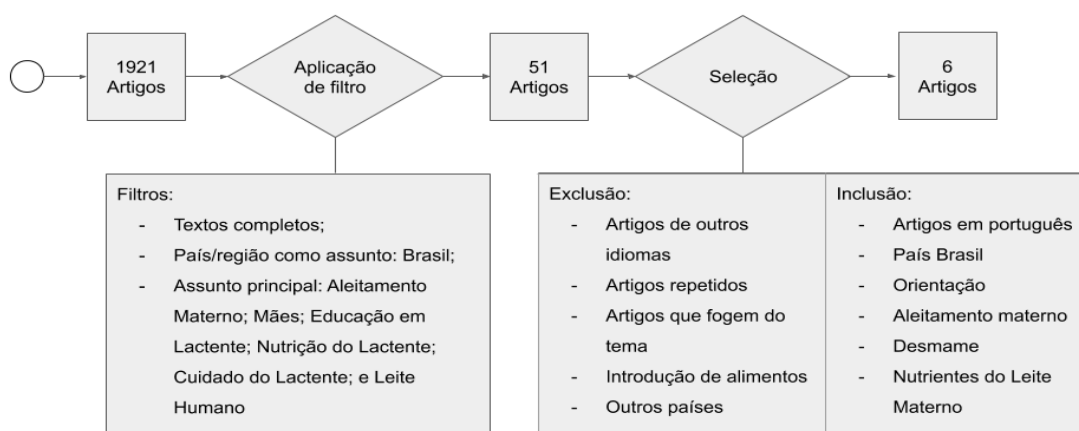 1921
Artigos
Aplicação
de filtro
51
Artigos
Seleção
6
Artigos
Filtros:
- Textos completos;
- País/região como assunto: Brasil;
- Assunto principal: Aleitamento
Materno; Mães; Educação em
Lactente; Nutrição do Lactente;
Cuidado do Lactente; e Leite
Humano
Exclusão:
- Artigos de outros
idiomas
- Artigos repetidos
- Artigos que fogem do
tema
- Introdução de alimentos
- Outros países
Inclusão:
- Artigos em português
- País Brasil
- Orientação
- Aleitamento materno
- Desmame
- Nutrientes do Leite
Materno